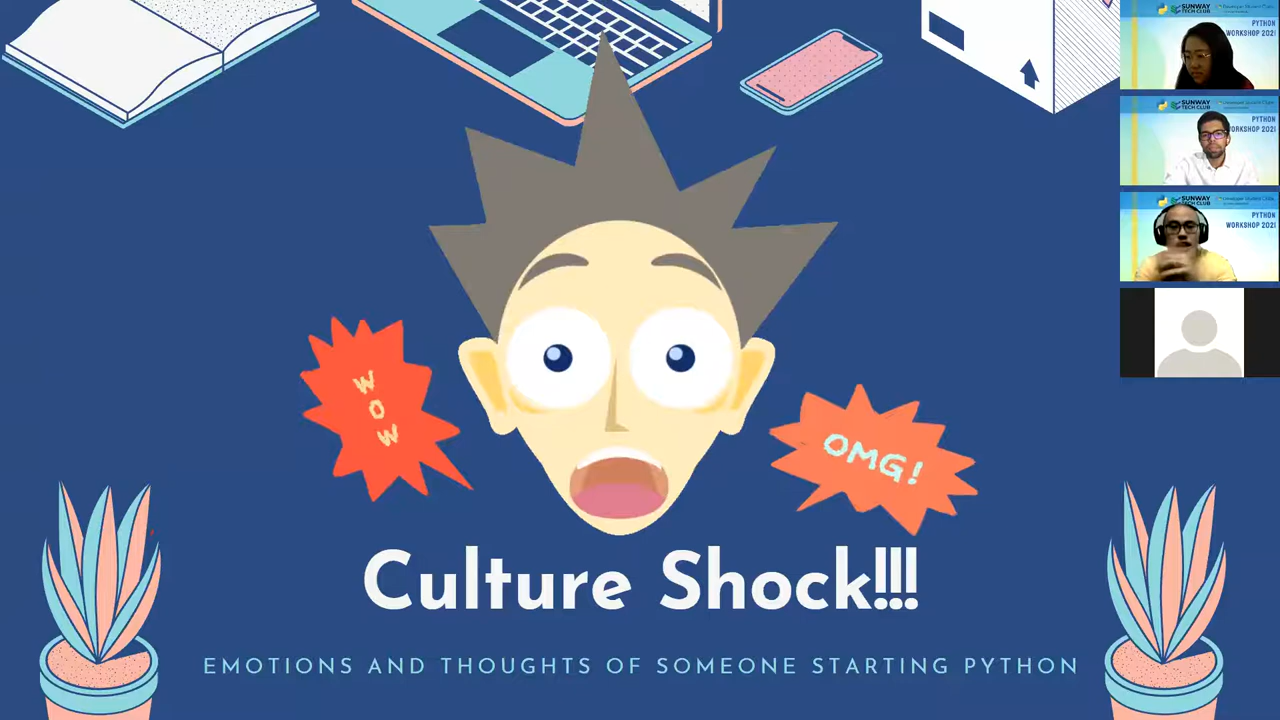 WOW
OMG!
Culture Shock!!!
EMOTIONS AND THOUGHTS OF SOMEONE STARTING PYTHON
SUNWAY
TECH CLUB
PYTHON
WORKSHOP 2021
SUNWAY
TECH CLUB
PYTHON
WORKSHOP 2021
SUNWAY
TECH CLUB
PYTHON
WORKSHOP 2021